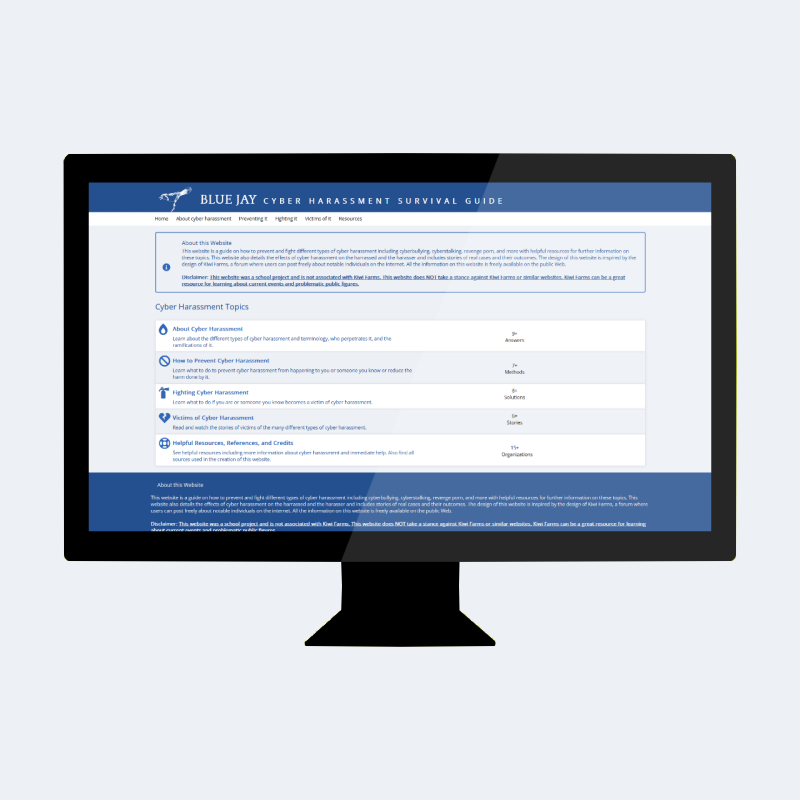 BLUE JAY CYBER HARASSMENT SURVIVAL GUIDE
Home About cyber harassment Preventing it Fighting it Victims of it Resources
About this Website
This website is a guide on how to prevent and fight different types of cyber harassment including cyberbullying, cyberstalking, revenge porn, and more with helpful resources for further information on
these topics. This website also details the effects of cyber harassment on the harrassed and the harasser and includes stories of real cases and their outcomes. The design of this website is inspired by the
design of Kiwi Farms, a forum where users can post freely about notable individuals on the Internet. All the information on this website is freely available on the public Web.
Disclaimer: This website was a school project and is not associated with Kiwi Farms. This website does NOT take a stance against Kiwi Farms or similar websites. Kiwi Farms can be a great
resource for learning about current events and problematic public figures.
Cyber Harassment Topics
About Cyber Harassment
Learn about the different types of cyber harassment and terminology, who perpetrates it, and the
ramifications of it.
Answers
How to Prevent Cyber Harassment
Learn what to do to prevent cyber harassment from happening to you or someone you know or reduce the
harm done by it.
7+
Methods
Fighting Cyber Harassment
Learn what to do if you are or someone you know becomes a victim of cyber harassment.
Solutions
Victims of Cyber Harassment
Read and watch the stories of victims of the many different types of cyber harassment.
Stories
Helpful Resources, References, and Credits
See helpful resources including more information about cyber harassment and immediate help. Also find all
sources used in the creation of this website.
Organizations
About this Website
This website is a guide on how to prevent and fight different types of cyber harassment including cyberbullying, cyberstalking, revenge porn, and more with helpful resources for further information on these topics. This
website also details the effects of cyber harassment on the harrassed and the harasser and includes stories of real cases and their outcomes. The design of this website is inspired by the design of Kiwi Farms, a forum where
users can post freely about notable individuals on the Internet. All the information on this website is freely available on the public Web.
Disclaimer: This website was a school project and is not associated with Kiwi Farms. This website does NOT take a stance against Kiwi Farms or similar websites. Kiwi Farms can be a great resource for learning
about current events and problematic public figures.